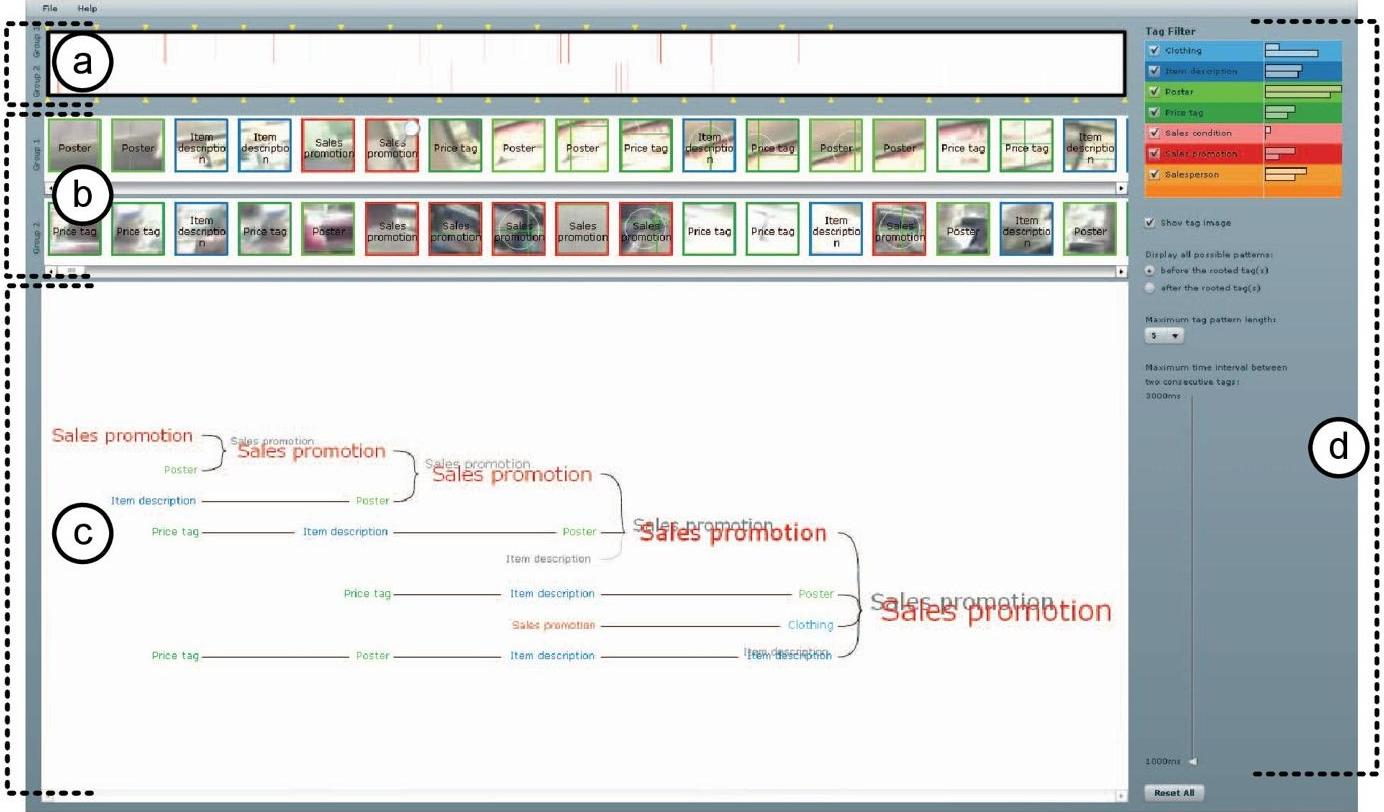 File Help
Group 1
Group 2
a
Group 1
Poster
Poster
Item
descriptio
n
Item
descriptio
n
Sales
promotion
Sales
promotion
Price tag
Poster
Poster
Price tag
Item
descriptio
n
Price tag
Poster
Poster
Price tag
Price tag
Item
descriptio
n
b
Group 2
Price tag
Price tag
Item
descriptio
n
Price tag
Poster
Sales
promotion
Sales
promotion
Sales
promotion
Sales
promotion
Sales
promotion
Price tag
Price tag
Item
descriptio
n
Sales
promotion
Poster
Item
descriptio
n
Poster
c
Sales promotion
Sales promotion
Sales promotion
Poster
Sales promotion
Sales promotion
Item description
Poster
Sales promotion
Sales promotion
Price tag
Item description
Poster
Item description
Price tag
Item description
Poster
Sales promotion
Sales promotion
Sales promotion
Clothing
Price tag
Poster
Item description
Item description
Item description
Tag Filter
Clothing
Item description
Poster
Price tag
Sales condition
Sales promotion
Salesperson
Show tag image
Display all possible patterns:
before the rooted tag(s)
after the rooted tag(s)
Maximum tag pattern length:
5
Maximum time interval between
two consecutive tags:
3000ms
d
1000ms
Reset All